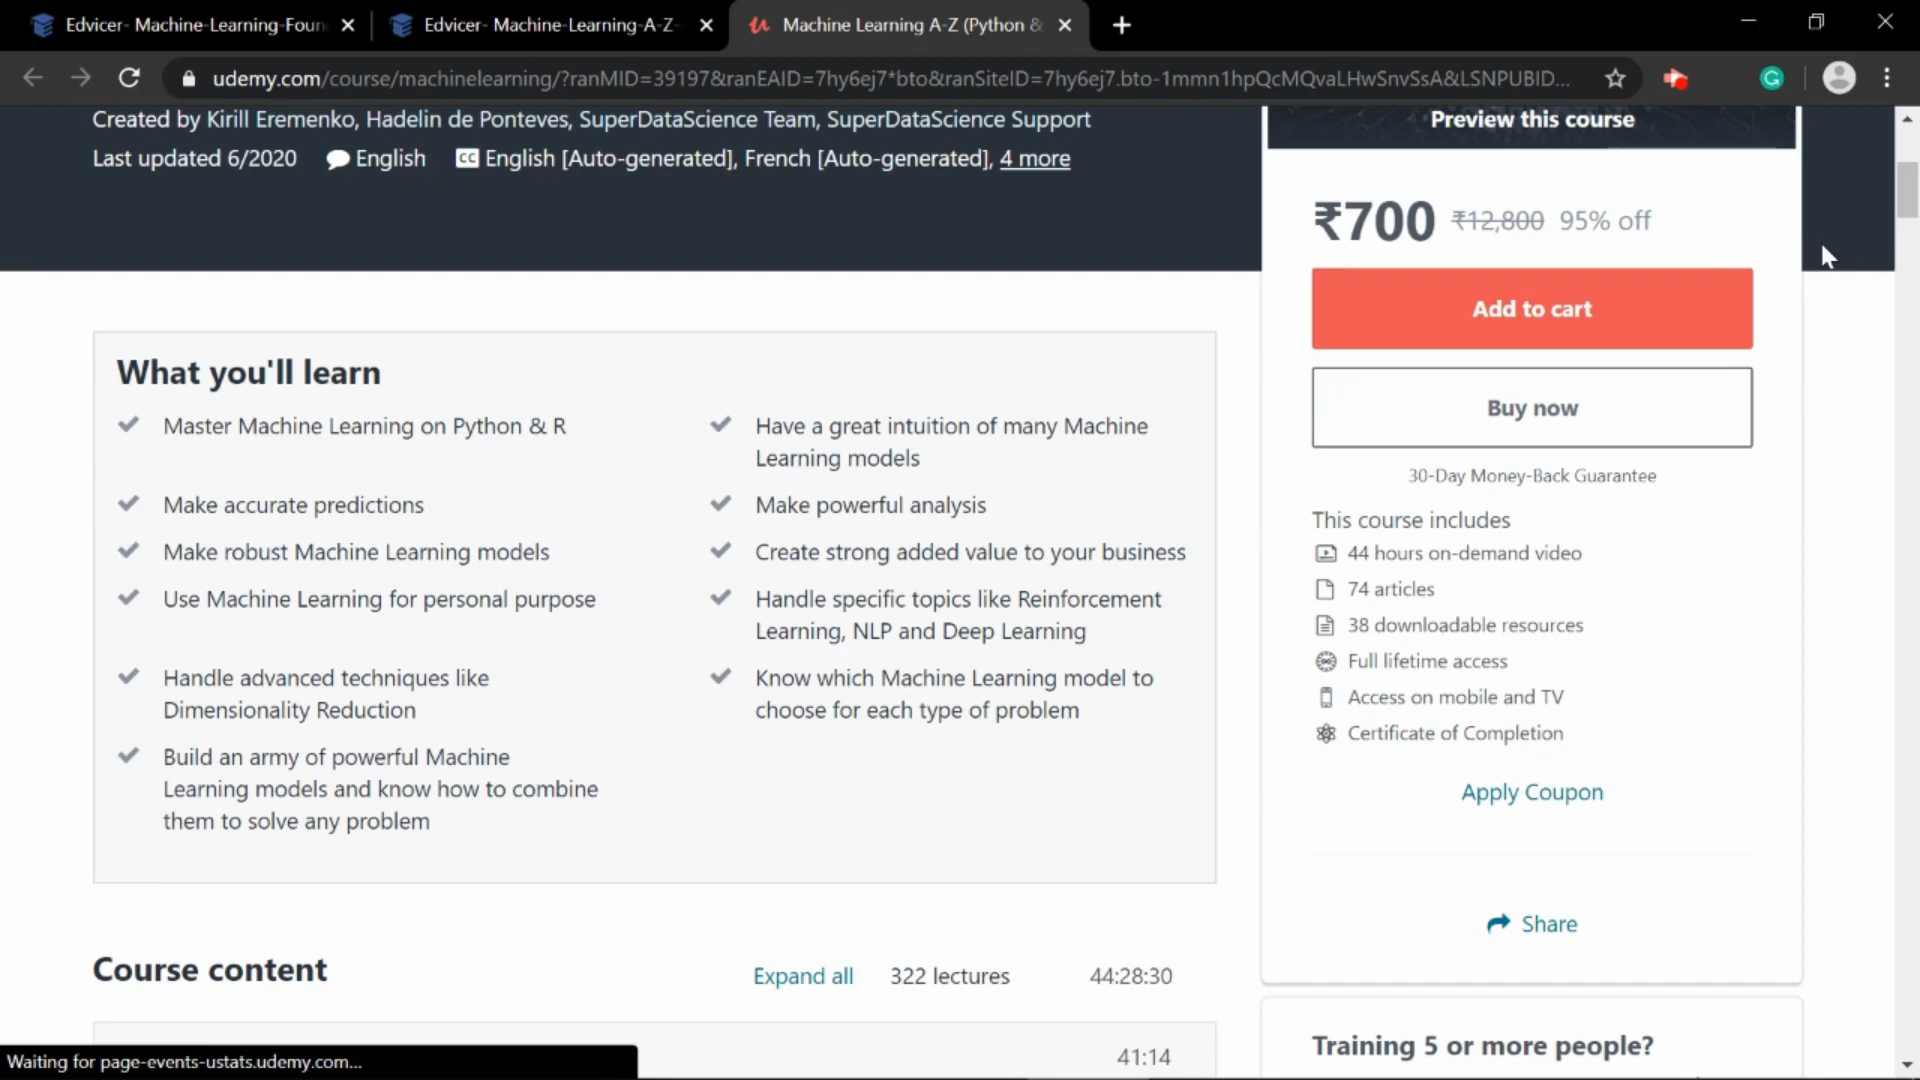 Edvicer- Machine-Learning-Foun
Edvicer- Machine-Learning-A-Z-
Machine Learning A-Z (Python &
udemy.com/course/machinelearning/?ranMID=39197&ranEAID=7hy6ej7*bto&ranSiteID=7hy6ej7.bto-1mmn1hpQcMQvaLHwSnvSsA&LSNPUBID...
Created by Kirill Eremenko, Hadelin de Ponteves, SuperDataScience Team, SuperDataScience Support
Last updated 6/2020 English CC English [Auto-generated], French [Auto-generated], 4 more
Preview this course
₹700 ₹12,800 95% off
Add to cart
Buy now
30-Day Money-Back Guarantee
This course includes
44 hours on-demand video
74 articles
38 downloadable resources
Full lifetime access
Access on mobile and TV
Certificate of Completion
Apply Coupon
Share
Training 5 or more people?
What you'll learn
Master Machine Learning on Python & R
Have a great intuition of many Machine
Learning models
Make accurate predictions
Make powerful analysis
Make robust Machine Learning models
Create strong added value to your business
Use Machine Learning for personal purpose
Handle specific topics like Reinforcement
Learning, NLP and Deep Learning
Handle advanced techniques like
Dimensionality Reduction
Know which Machine Learning model to
choose for each type of problem
Build an army of powerful Machine
Learning models and know how to combine
them to solve any problem
Course content
Expand all 322 lectures 44:28:30
41:14
Waiting for page-events-ustats.udemy.com...